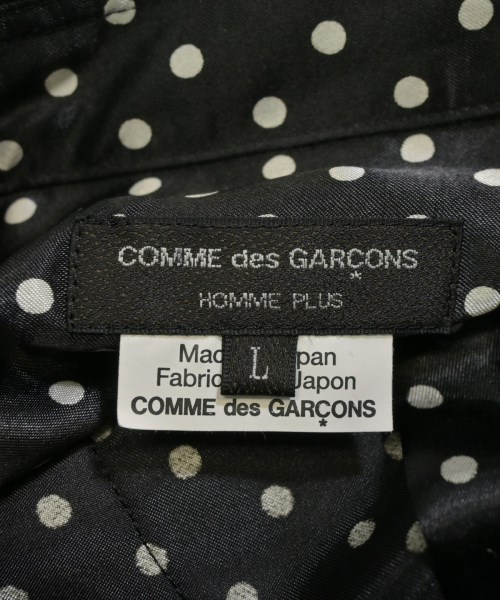 COMME des GARÇONS
HOMME PLUS
L
Mad pan
Fabric Japon
COMME des GARÇONS